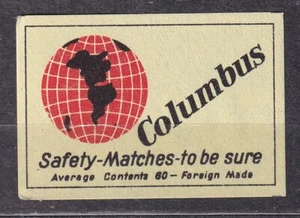 Columbus
Safety-Matches-to be sure
Average Contents 60 - Foreign Made